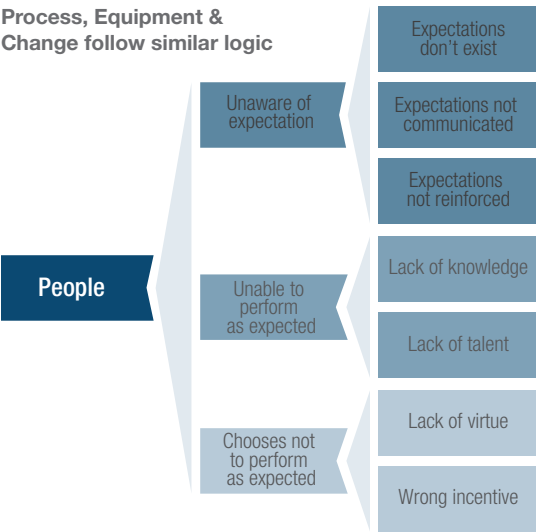 Process, Equipment &
Change follow similar logic
People
Unaware of
expectation
Expectations
don't exist
Expectations not
communicated
Expectations
not reinforced
Unable to
perform
as expected
Lack of knowledge
Lack of talent
Chooses not
to perform
as expected
Lack of virtue
Wrong incentive